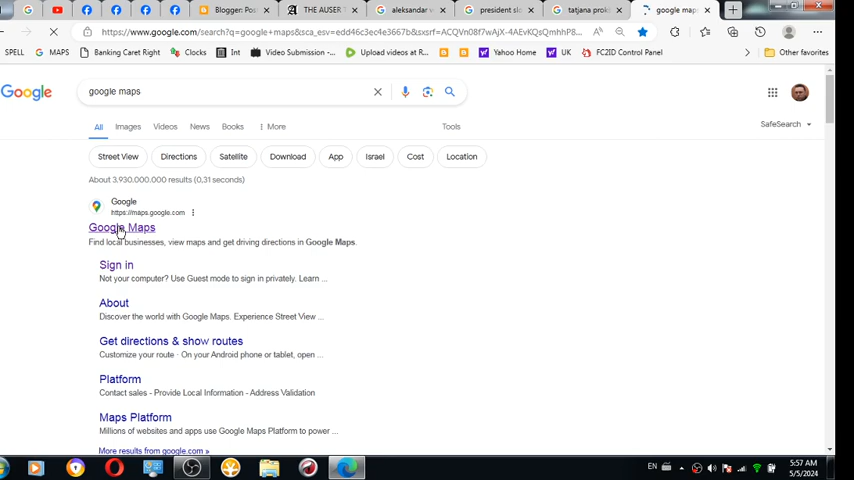 Blogger: Pos
THE AUSER T
aleksandar v
president slo
tatjana proki
google maps
https://www.google.com/search?q=google+maps&sca_esv=edd46c3ec4e3667b&sxsrf=ACQVn08f7wAjX-4AEvKQsQmhhP8...
SPELL
MAPS
Banking Caret Right
Clocks
Int
Video Submission -...
Upload videos at R...
Yahoo Home
UK
FC2ID Control Panel
Other favorites
Google
google maps
All
Images
Videos
News
Books
More
Tools
SafeSearch
Street View
Directions
Satellite
Download
App
Israel
Cost
Location
About 3.930.000.000 results (0,31 seconds)
Google
https://maps.google.com
Google Maps
Find local businesses, view maps and get driving directions in Google Maps.
Sign in
Not your computer? Use Guest mode to sign in privately. Learn ...
About
Discover the world with Google Maps. Experience Street View ...
Get directions & show routes
Customize your route · On your Android phone or tablet, open ...
Platform
Contact sales - Provide Local Information - Address Validation
Maps Platform
Millions of websites and apps use Google Maps Platform to power ...
More results from google.com »
EN
5:57 AM
5/5/2024